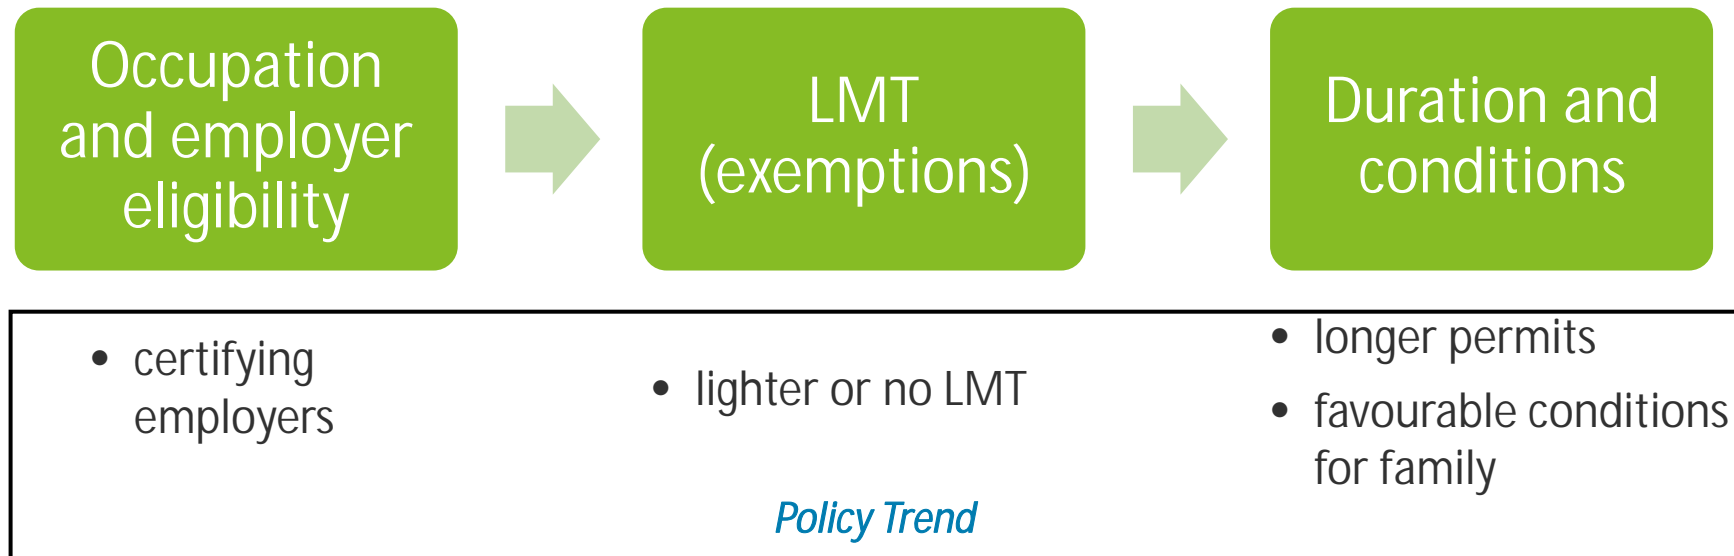 Occupation
and employer
eligibility
LMT
(exemptions)
Duration and
conditions
• certifying
employers
• lighter or no LMT
• longer permits
• favourable conditions
for family
Policy Trend